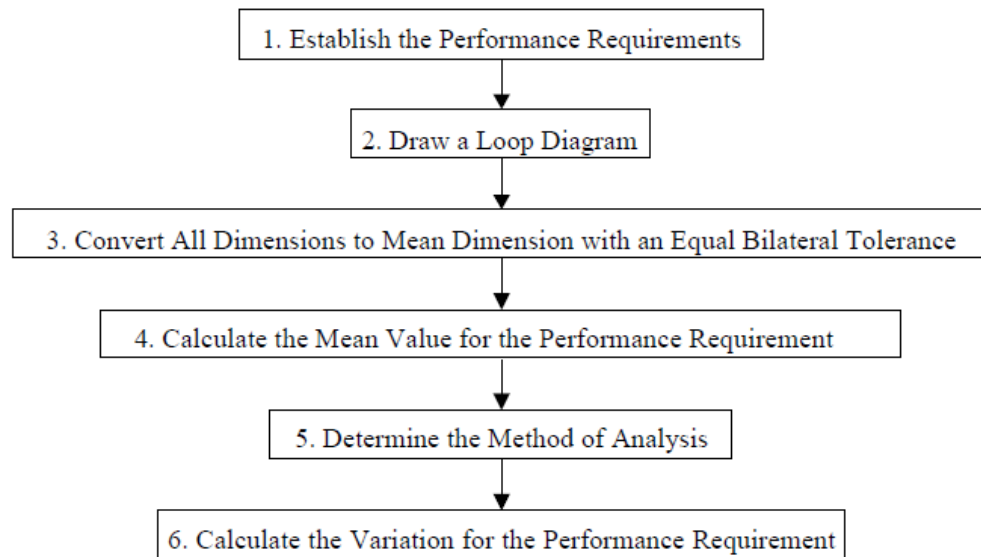 1. Establish the Performance Requirements
2. Draw a Loop Diagram
3. Convert All Dimensions to Mean Dimension with an Equal Bilateral Tolerance
4. Calculate the Mean Value for the Performance Requirement
5. Determine the Method of Analysis
6. Calculate the Variation for the Performance Requirement